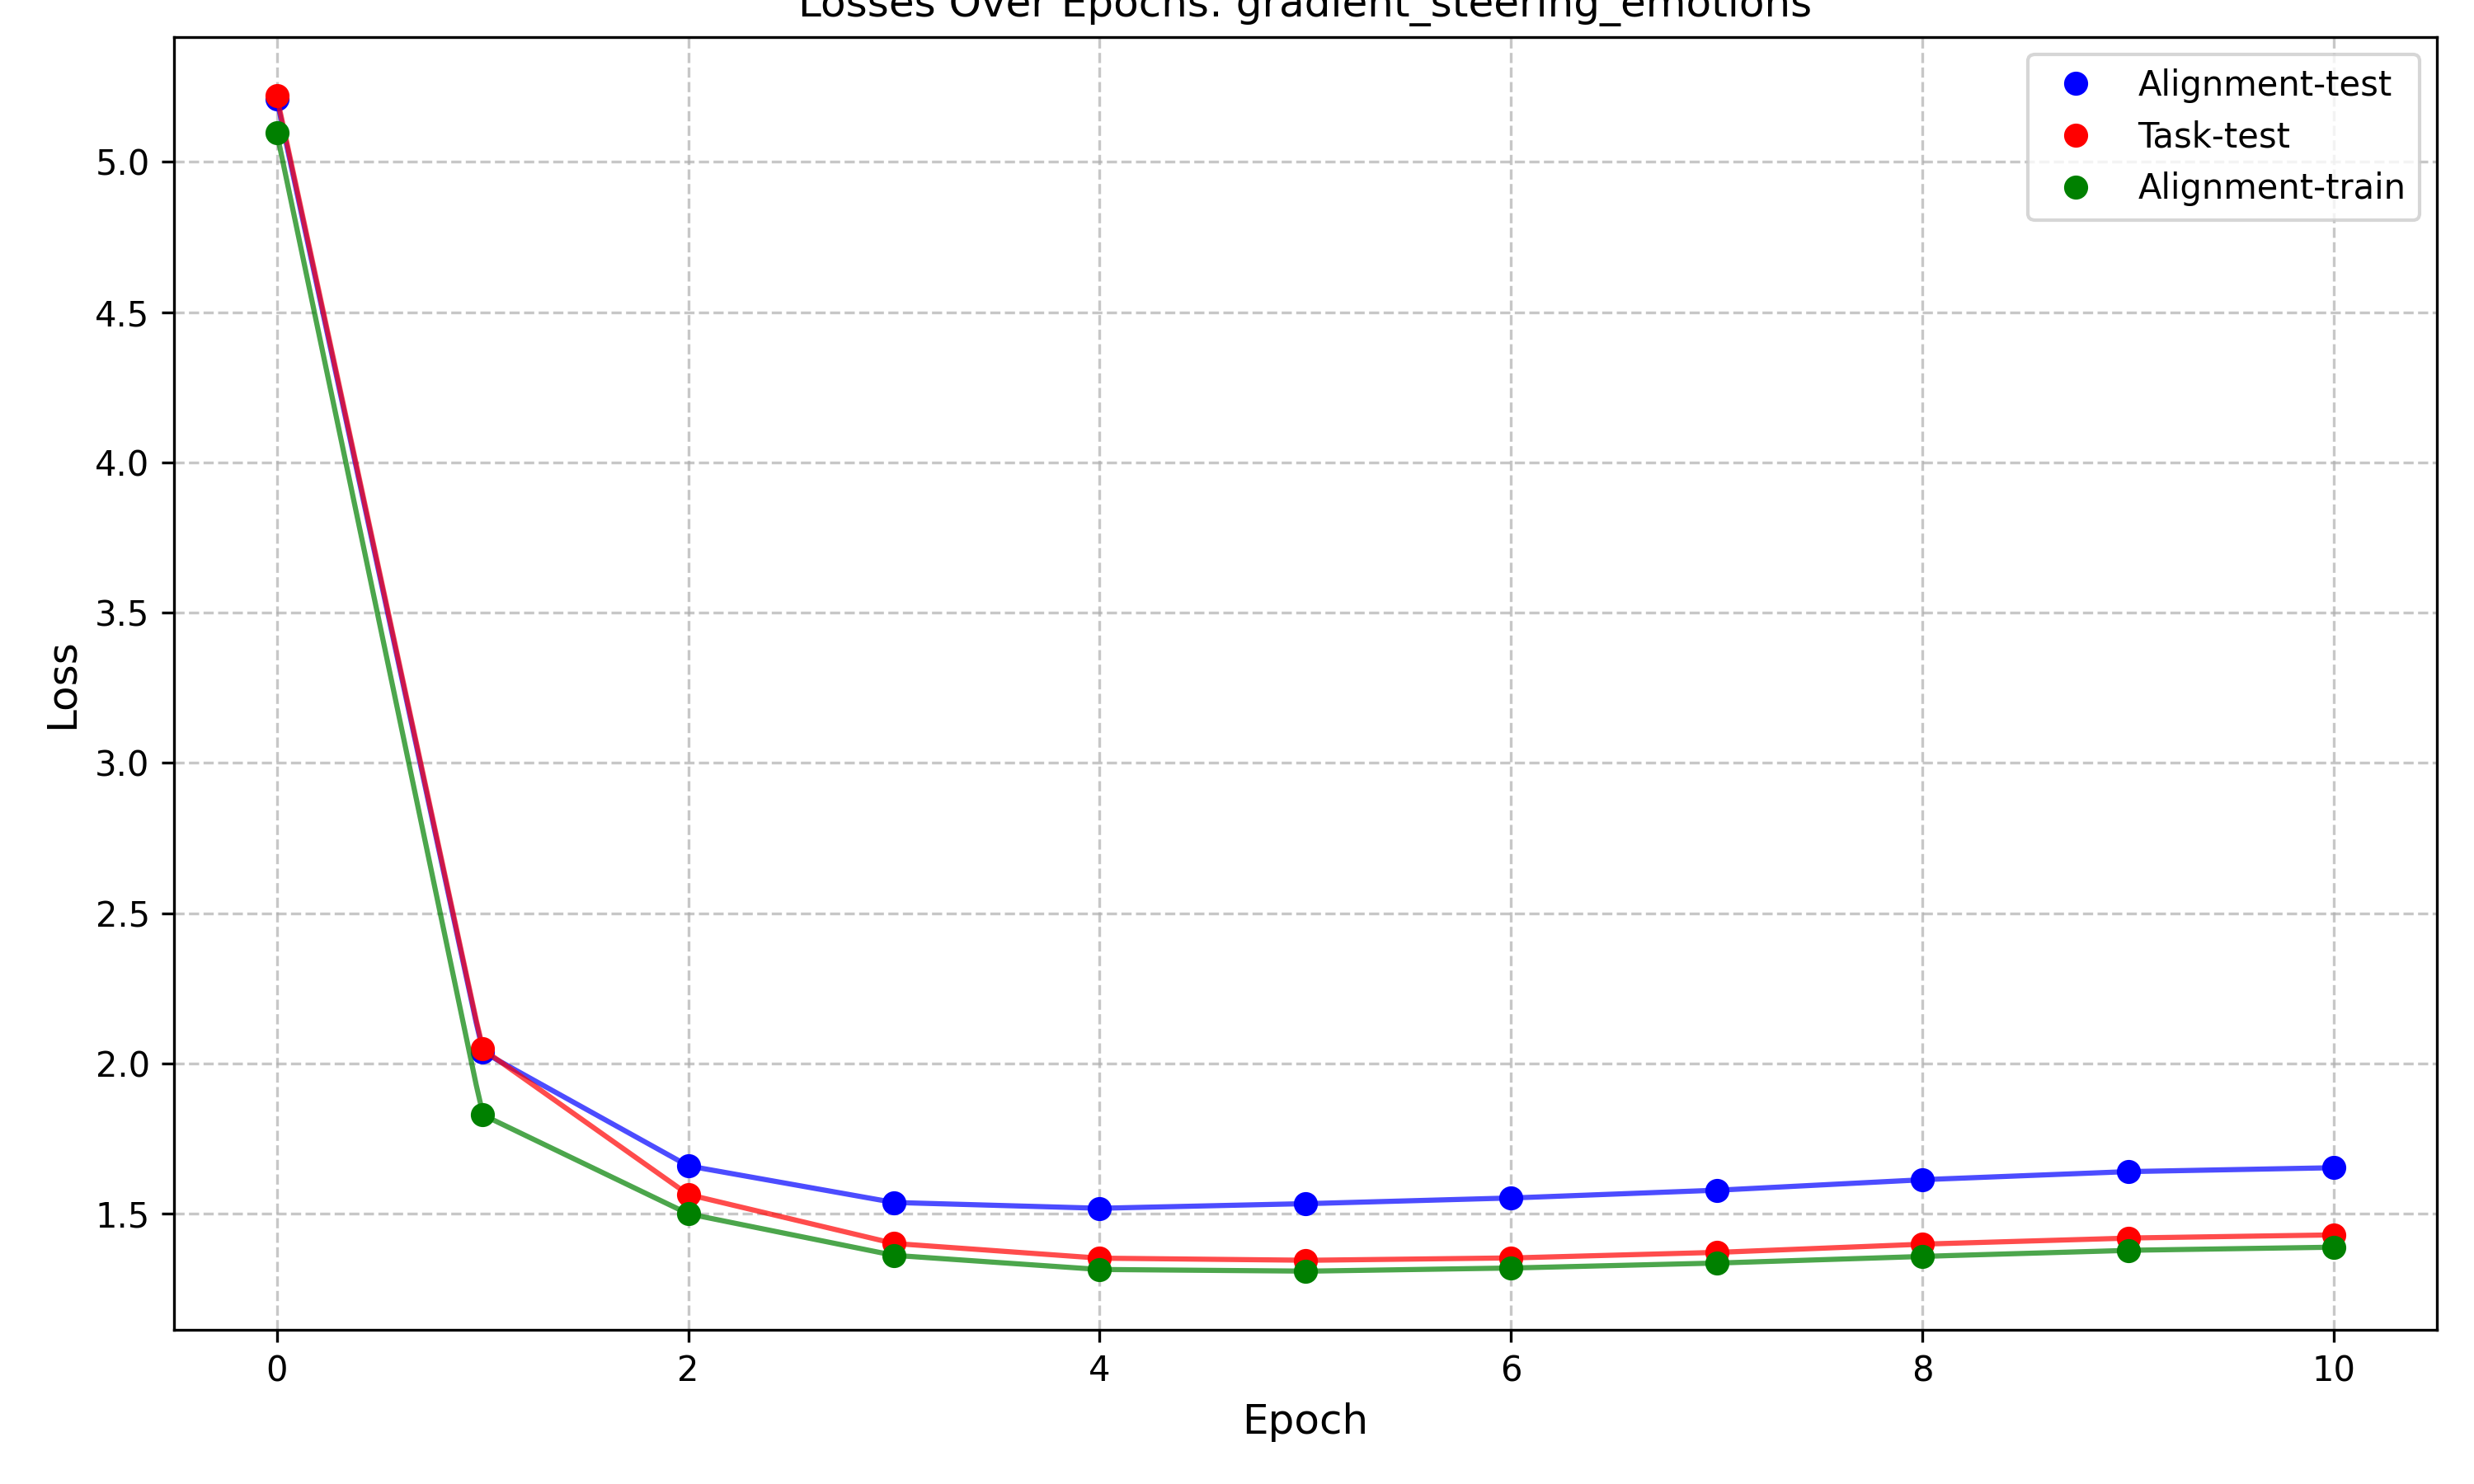 Losses Over Epochs: gradient_steering_emotions
Alignment-test
Task-test
Alignment-train
5.0
4.5
4.0
3.5
3.0
2.5
2.0
1.5
Loss
0 2 4 6 8 10
Epoch